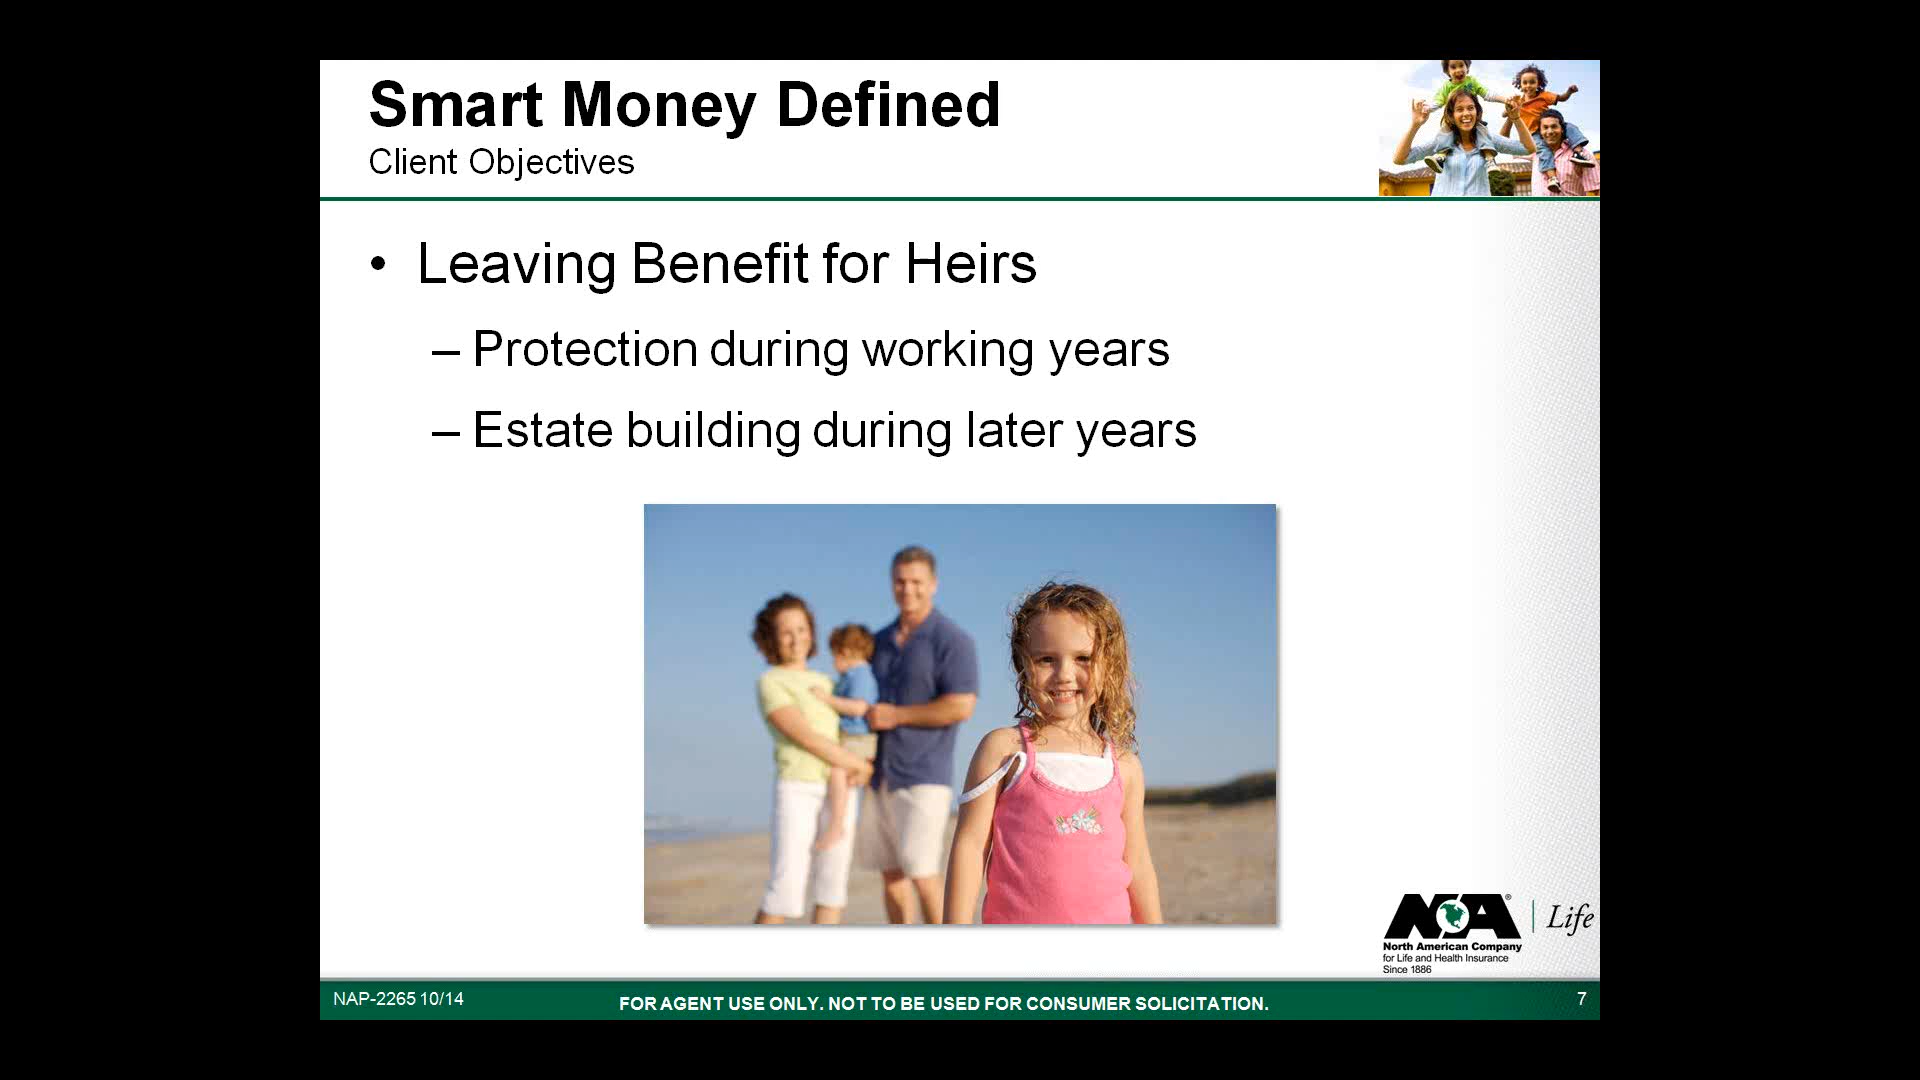 Smart Money Defined
Client Objectives
• Leaving Benefit for Heirs
– Protection during working years
– Estate building during later years
NA® | Life
North American Company
for Life and Health Insurance
Since 1886
NAP-2265 10/14
FOR AGENT USE ONLY. NOT TO BE USED FOR CONSUMER SOLICITATION.
7